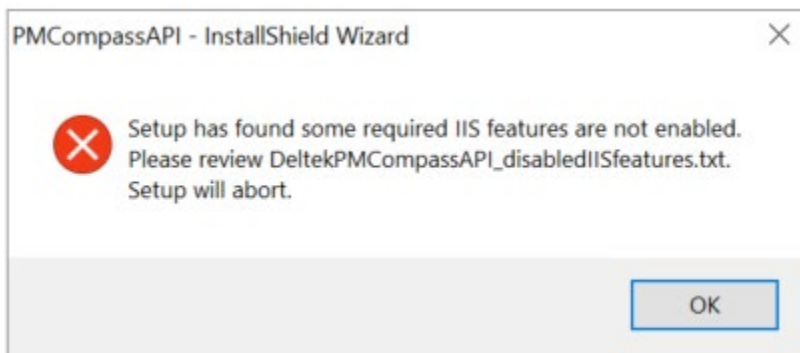 PMCompassAPI - InstallShield Wizard
Setup has found some required IIS features are not enabled.
Please review DeltekPMCompassAPI_disabledIISfeatures.txt.
Setup will abort.
OK